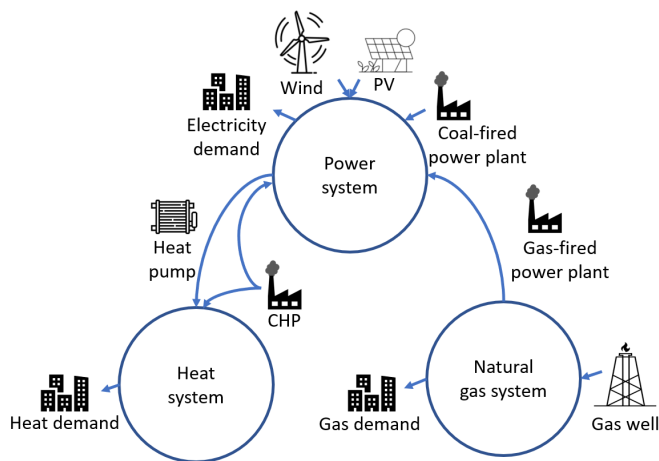 Wind
PV
Electricity
demand
Coal-fired
power plant
Power
system
Heat
pump
Gas-fired
power plant
CHP
Heat
system
Natural
gas system
Heat demand
Gas demand
Gas well